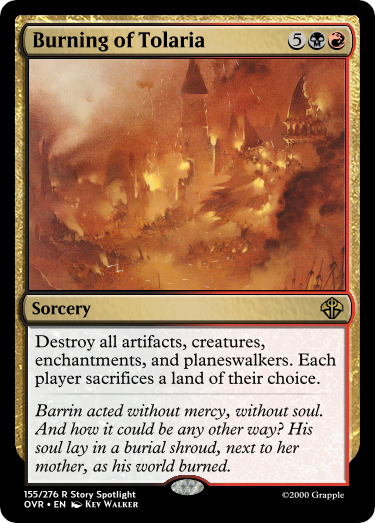 Burning of Tolaria 5
Sorcery
Destroy all artifacts, creatures,
enchantments, and planeswalkers. Each
player sacrifices a land of their choice.
Barrin acted without mercy, without soul.
And how it could be any other way? His
soul lay in a burial shroud, next to her
mother, as his world burned.
155/276 R Story Spotlight ©2000 Grapple
OVR • EN Key Walker